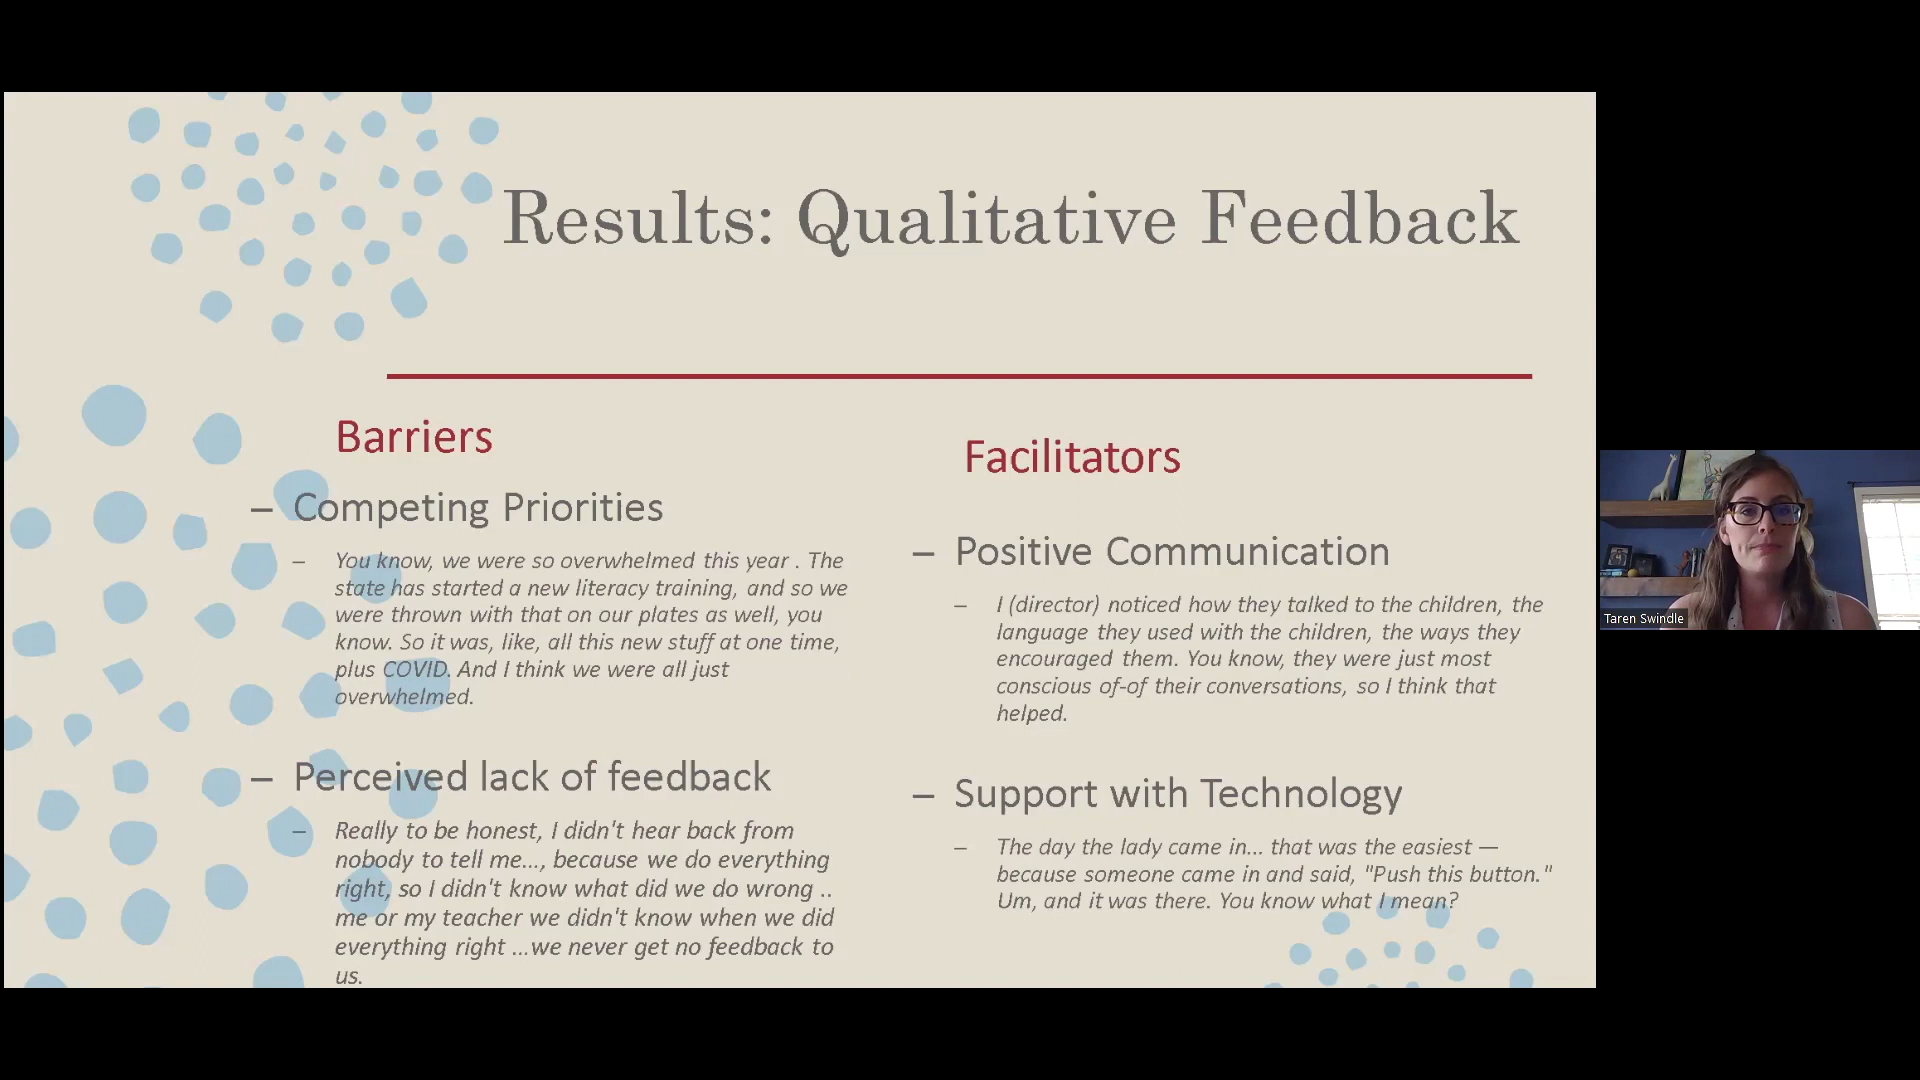 Results: Qualitative Feedback
Barriers
– Competing Priorities
– You know, we were so overwhelmed this year . The
state has started a new literacy training, and so we
were thrown with that on our plates as well, you
know. So it was, like, all this new stuff at one time,
plus COVID. And I think we were all just
overwhelmed.
– Perceived lack of feedback
– Really to be honest, I didn't hear back from
nobody to tell me..., because we do everything
right, so I didn't know what did we do wrong ..
me or my teacher we didn't know when we did
everything right ...we never get no feedback to
us.
Facilitators
– Positive Communication
– I (director) noticed how they talked to the children, the
language they used with the children, the ways they
encouraged them. You know, they were just most
conscious of-of their conversations, so I think that
helped.
– Support with Technology
– The day the lady came in... that was the easiest —
because someone came in and said, "Push this button."
Um, and it was there. You know what I mean?
Taren Swindle